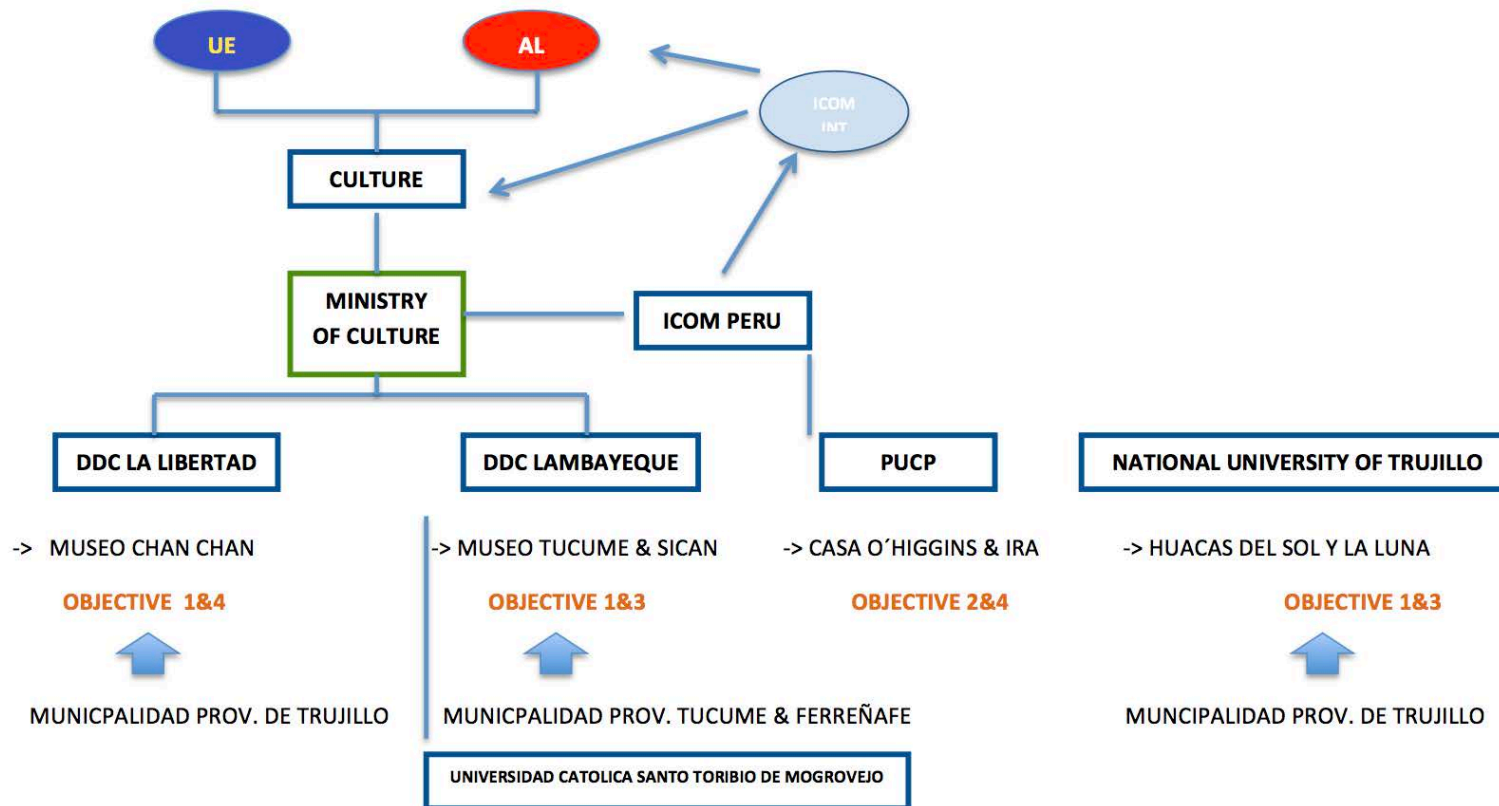 UE
AL
ICOM
INT
CULTURE
MINISTRY
OF CULTURE
ICOM PERU
DDC LA LIBERTAD
DDC LAMBAYEQUE
PUCP
NATIONAL UNIVERSITY OF TRUJILLO
-> MUSEO CHAN CHAN
-> MUSEO TUCUME & SICAN
-> CASA O´HIGGINS & IRA
-> HUACAS DEL SOL Y LA LUNA
OBJECTIVE 1&4
OBJECTIVE 1&3
OBJECTIVE 2&4
OBJECTIVE 1&3
MUNICPALIDAD PROV. DE TRUJILLO
MUNICPALIDAD PROV. TUCUME & FERREÑAFE
MUNCIPALIDAD PROV. DE TRUJILLO
UNIVERSIDAD CATOLICA SANTO TORIBIO DE MOGROVEJO